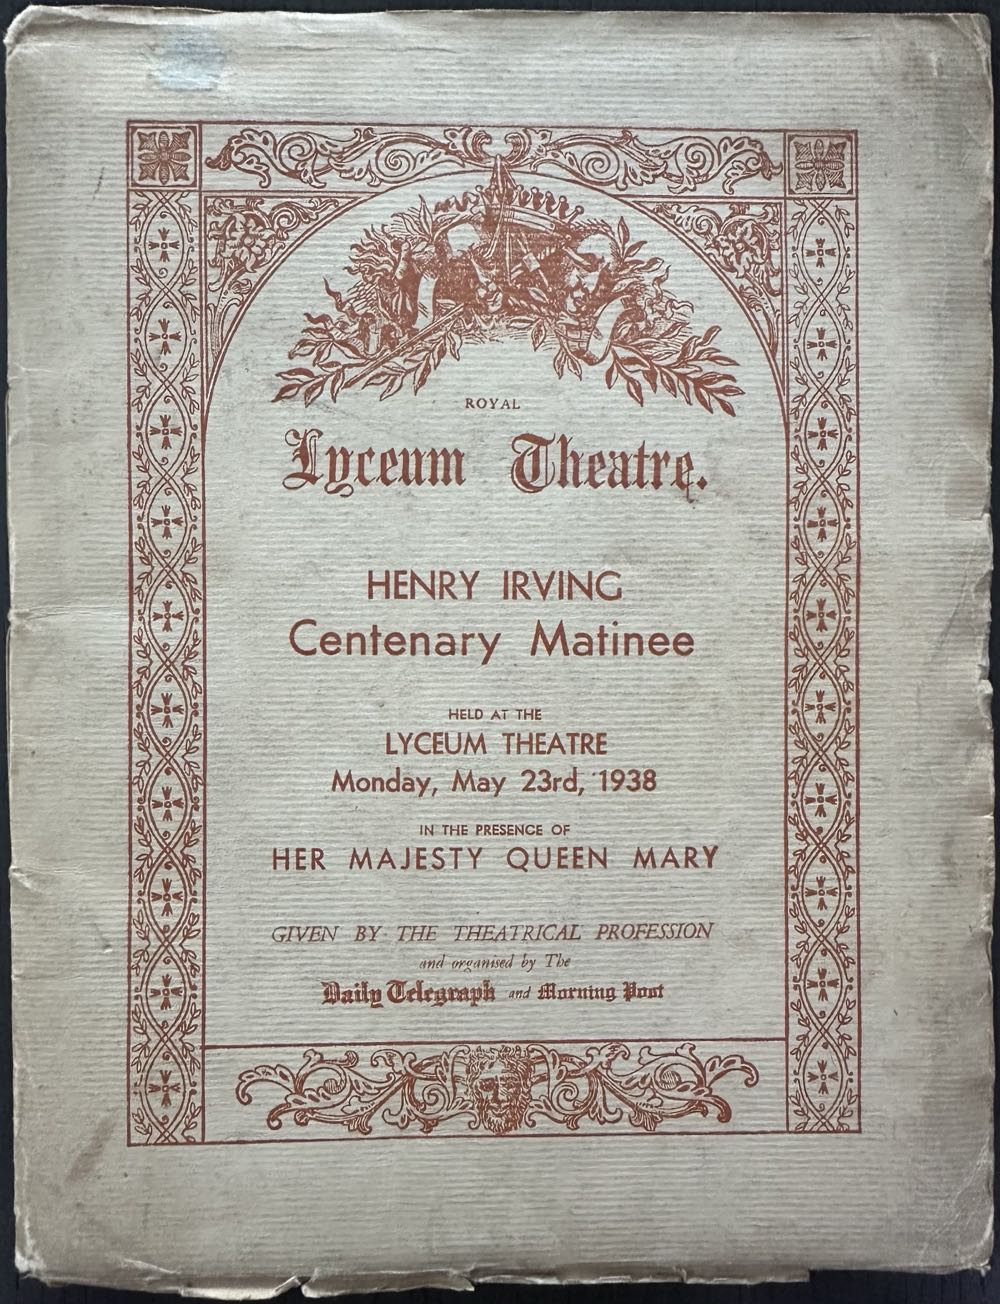 ROYAL
Lyceum Theatre.
HENRY IRVING
Centenary Matinee
HELD AT THE
LYCEUM THEATRE
Monday, May 23rd, 1938
IN THE PRESENCE OF
HER MAJESTY QUEEN MARY
GIVEN BY THE THEATRICAL PROFESSION
and organised by The
Daily Telegraph and Morning Post